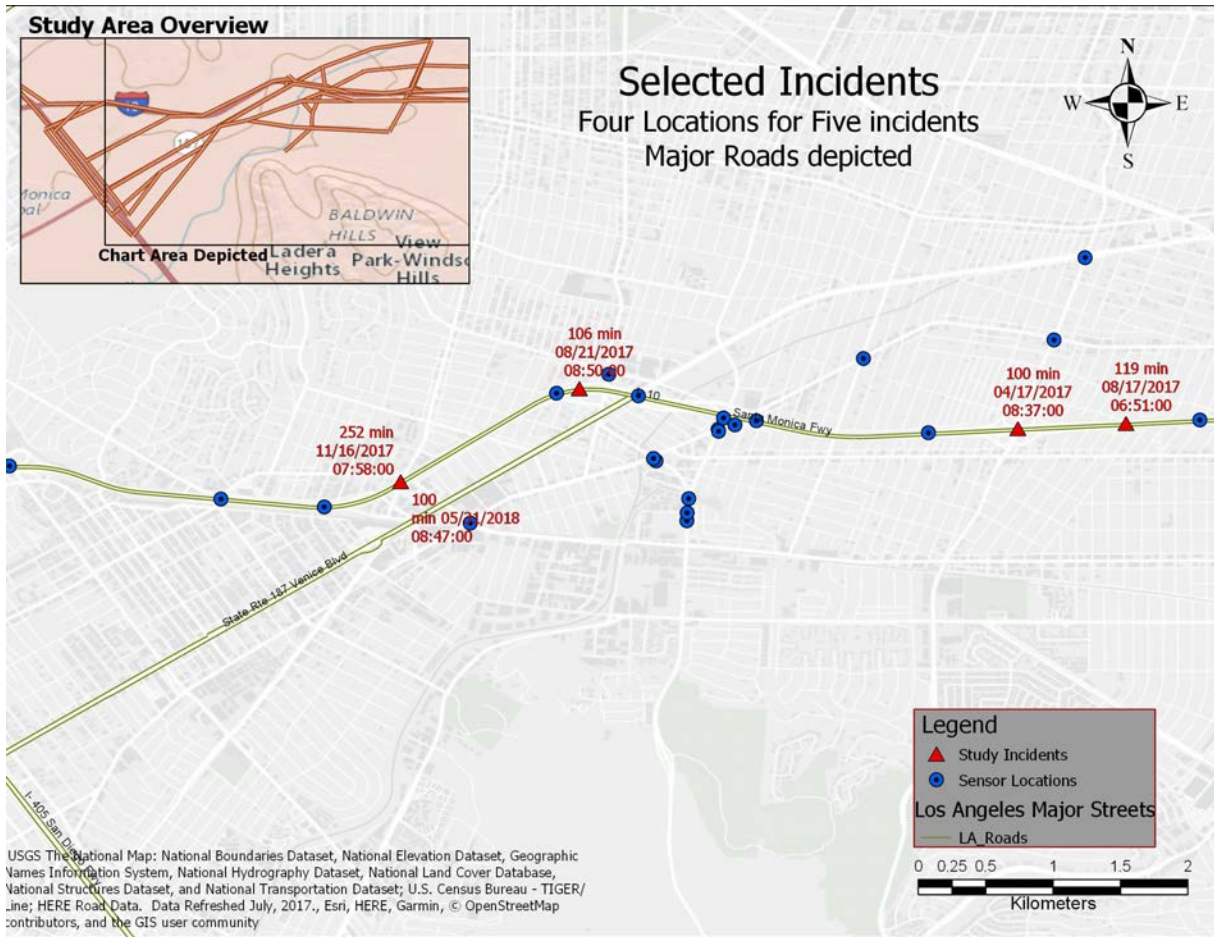 Study Area Overview
10
187
Monica
BALDWIN
HILLS
View
Ladera
Park-Windso
Heights
Hills
Chart Area Depicted
Selected Incidents
Four Locations for Five incidents
Major Roads depicted
N
W
E
S
106 min
08/21/2017
08:50:00
100 min
04/17/2017
08:37:00
119 min
08/17/2017
06:51:00
252 min
11/16/2017
07:58:00
100
min 05/21/2018
08:47:00
I- 10
Santa Monica Fwy
State Rte 187 Venice Blvd
I- 405 San Diego Fwy
Legend
Study Incidents
Sensor Locations
Los Angeles Major Streets
LA_Roads
0 0.25 0.5 1 1.5 2
Kilometers
USGS The National Map: National Boundaries Dataset, National Elevation Dataset, Geographic
Names Information System, National Hydrography Dataset, National Land Cover Database,
National Structures Dataset, and National Transportation Dataset; U.S. Census Bureau - TIGER/
Line; HERE Road Data. Data Refreshed July, 2017., Esri, HERE, Garmin, © OpenStreetMap
contributors, and the GIS user community